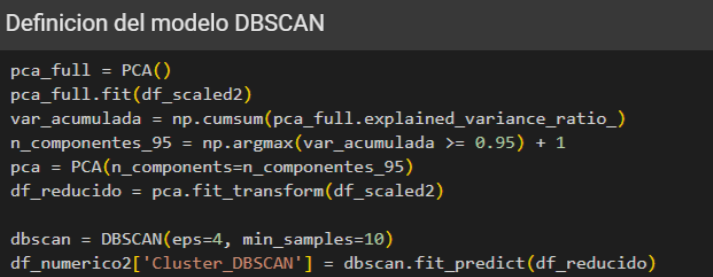 Definicion del modelo DBSCAN
pca_full = PCA()
pca_full.fit(df_scaled2)
var_acumulada = np.cumsum(pca_full.explained_variance_ratio_)
n_componentes_95 = np.argmax(var_acumulada >= 0.95) + 1
pca = PCA(n_components=n_componentes_95)
df_reducido = pca.fit_transform(df_scaled2)
dbscan = DBSCAN(eps=4, min_samples=10)
df_numerico2['Cluster_DBSCAN'] = dbscan.fit_predict(df_reducido)